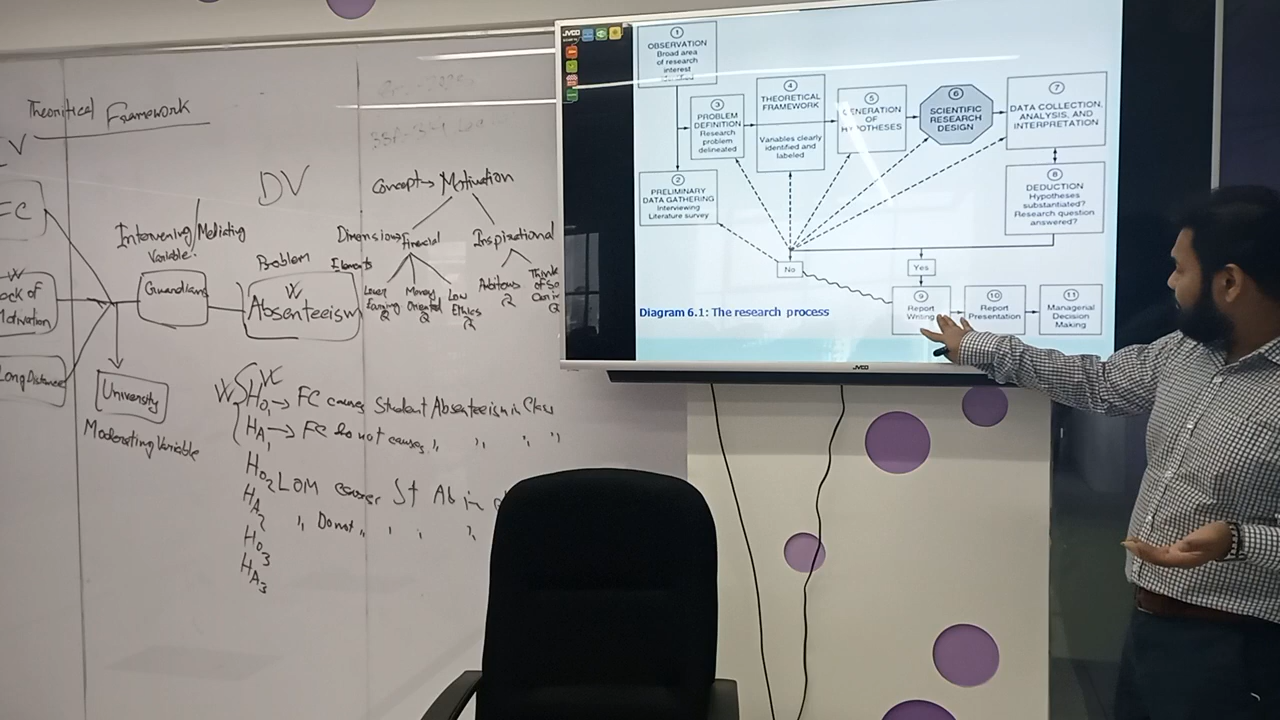 Theoritical Framework
DV
FC
Intervening/Mediating
Variable
Guardian
Problem
W
Absenteeism
W
Lack of
Motivation
Long Distance
University
Moderating Variable
Concept → Motivation
Dimensions
Financial
Inspirational
Elements
Earning
Q
Money
Oriented
Q
Low
Ethics
Q
Q
Think
Q
W
H01 → FC causes Student Absenteeism in Class
HA1 → FC do not causes " " " "
H02 LOM causes St Ab in
HA2 " Do not " " " "
H03
HA3
JVCO
1
OBSERVATION
Broad area
of research
interest
identified
2
PRELIMINARY
DATA GATHERING
Interviewing
Literature survey
3
PROBLEM
DEFINITION
Research
problem
delineated
4
THEORETICAL
FRAMEWORK
Variables clearly
identified and
labeled
5
GENERATION
OF
HYPOTHESES
6
SCIENTIFIC
RESEARCH
DESIGN
7
DATA COLLECTION,
ANALYSIS, AND
INTERPRETATION
8
DEDUCTION
Hypotheses
substantiated?
Research question
answered?
No
Yes
9
Report
Writing
10
Report
Presentation
11
Managerial
Decision
Making
Diagram 6.1: The research process
JVCO